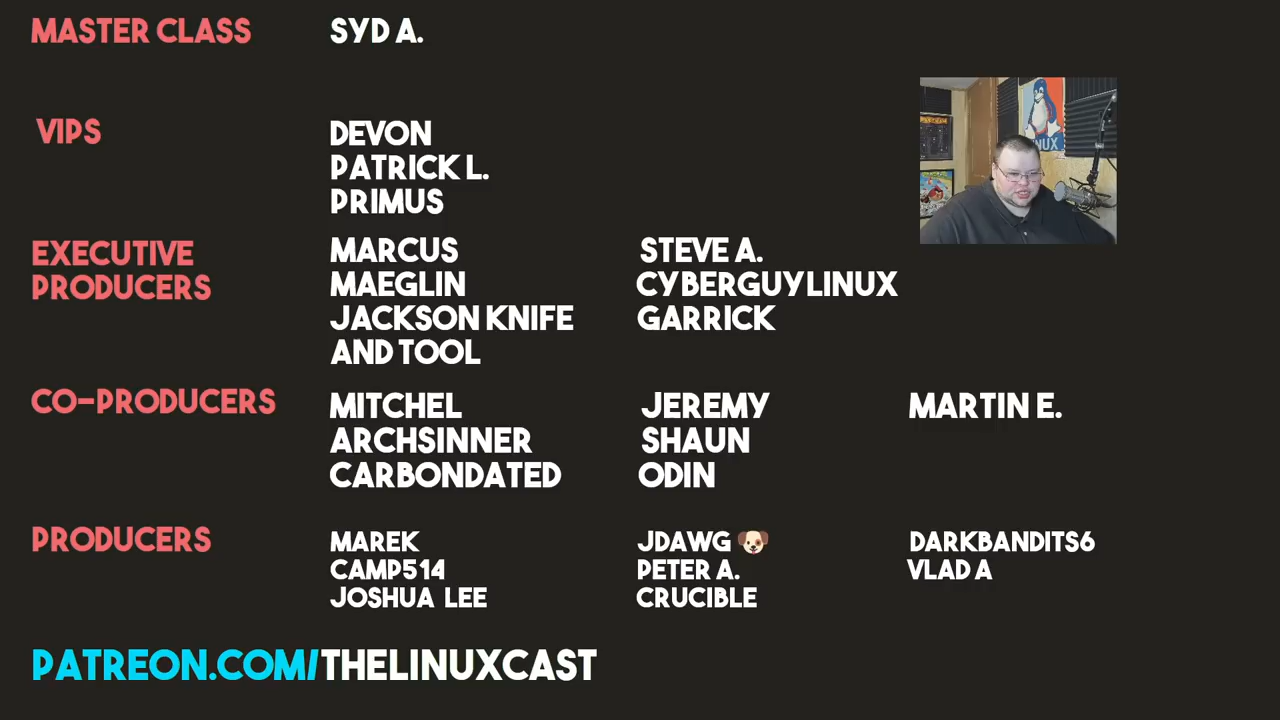 MASTER CLASS
SYD A.
VIPS
DEVON
PATRICK L.
PRIMUS
EXECUTIVE
PRODUCERS
MARCUS
MAEGLIN
JACKSON KNIFE
AND TOOL
STEVE A.
CYBERGUYLINUX
GARRICK
CO-PRODUCERS
MITCHEL
ARCHSINNER
CARBONDATED
JEREMY
SHAUN
ODIN
MARTIN E.
PRODUCERS
MAREK
CAMP514
JOSHUA LEE
JDAWG 🐶
PETER A.
CRUCIBLE
DARKBANDITS6
VLAD A
PATREON.COM/THELINUXCAST